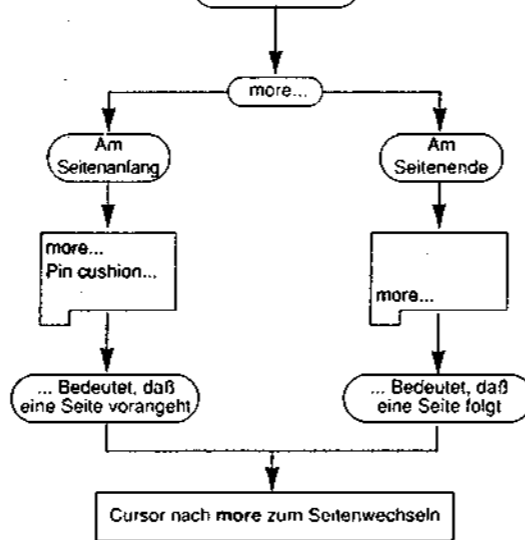 more...
Am
Seitenanfang
Am
Seitenende
more...
Pin cushion...
more...
... Bedeutet, daß
eine Seite vorangeht
... Bedeutet, daß
eine Seite folgt
Cursor nach more zum Seitenwechseln